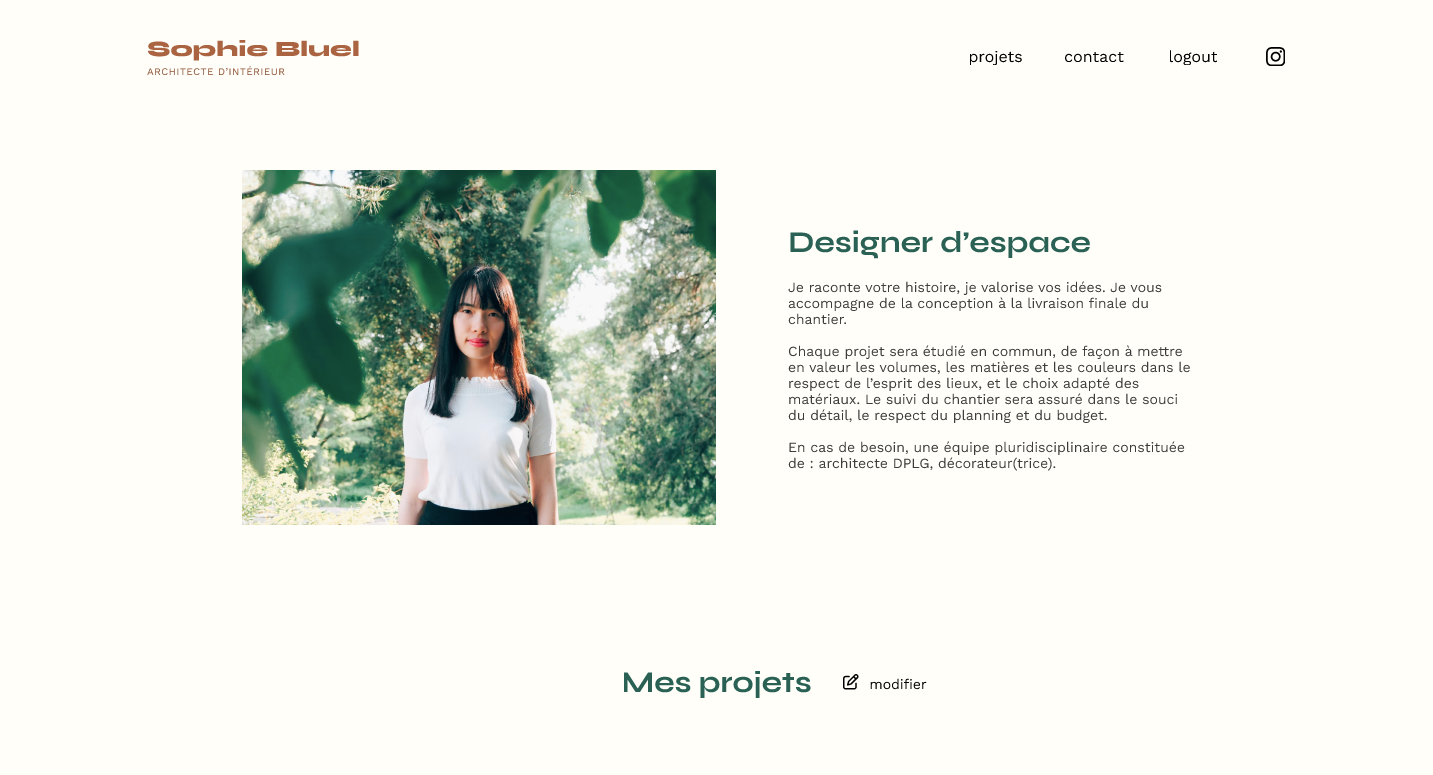 Sophie Bluel
ARCHITECTE D’INTÉRIEUR
projets contact logout
Designer d’espace
Je raconte votre histoire, je valorise vos idées. Je vous
accompagne de la conception à la livraison finale du
chantier.
Chaque projet sera étudié en commun, de façon à mettre
en valeur les volumes, les matières et les couleurs dans le
respect de l’esprit des lieux, et le choix adapté des
matériaux. Le suivi du chantier sera assuré dans le souci
du détail, le respect du planning et du budget.
En cas de besoin, une équipe pluridisciplinaire constituée
de : architecte DPLG, décorateur(trice).
Mes projets modifier